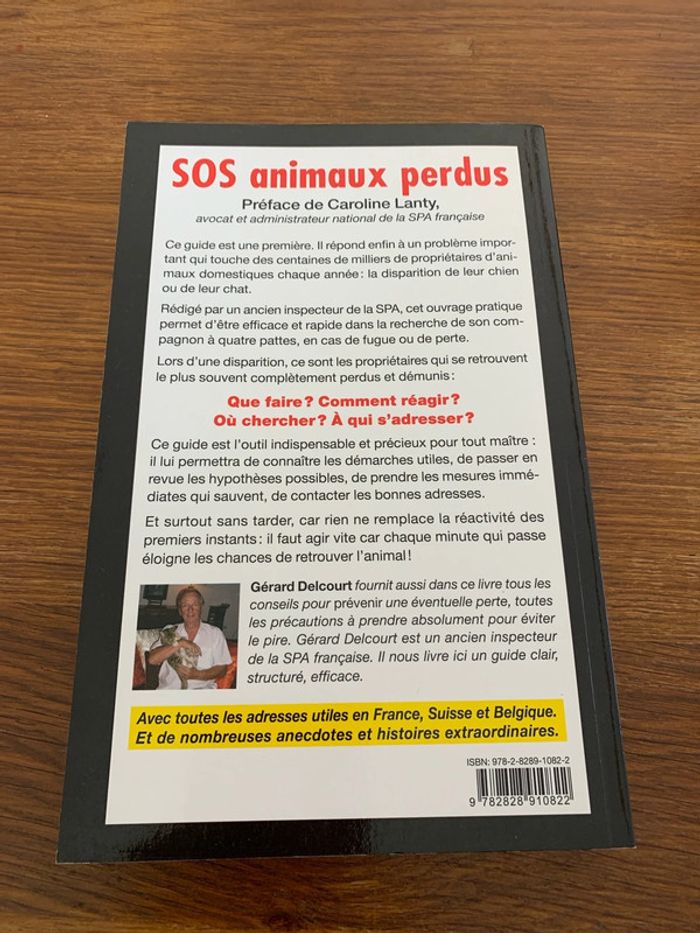 SOS animaux perdus
Préface de Caroline Lanty,
avocat et administrateur national de la SPA française
Ce guide est une première. Il répond enfin à un problème impor-
tant qui touche des centaines de milliers de propriétaires d'ani-
maux domestiques chaque année : la disparition de leur chien
ou de leur chat.
Rédigé par un ancien inspecteur de la SPA, cet ouvrage pratique
permet d'être efficace et rapide dans la recherche de son com-
pagnon à quatre pattes, en cas de fugue ou de perte.
Lors d'une disparition, ce sont les propriétaires qui se retrouvent
le plus souvent complètement perdus et démunis :
Que faire ? Comment réagir ?
Où chercher ? À qui s'adresser ?
Ce guide est l'outil indispensable et précieux pour tout maître :
il lui permettra de connaître les démarches utiles, de passer en
revue les hypothèses possibles, de prendre les mesures immé-
diates qui sauvent, de contacter les bonnes adresses.
Et surtout sans tarder, car rien ne remplace la réactivité des
premiers instants : il faut agir vite car chaque minute qui passe
éloigne les chances de retrouver l'animal !
Gérard Delcourt fournit aussi dans ce livre tous les
conseils pour prévenir une éventuelle perte, toutes
les précautions à prendre absolument pour éviter
le pire. Gérard Delcourt est un ancien inspecteur
de la SPA française. Il nous livre ici un guide clair,
structuré, efficace.
Avec toutes les adresses utiles en France, Suisse et Belgique.
Et de nombreuses anecdotes et histoires extraordinaires.
ISBN: 978-2-8289-1082-2
9 782828 910822